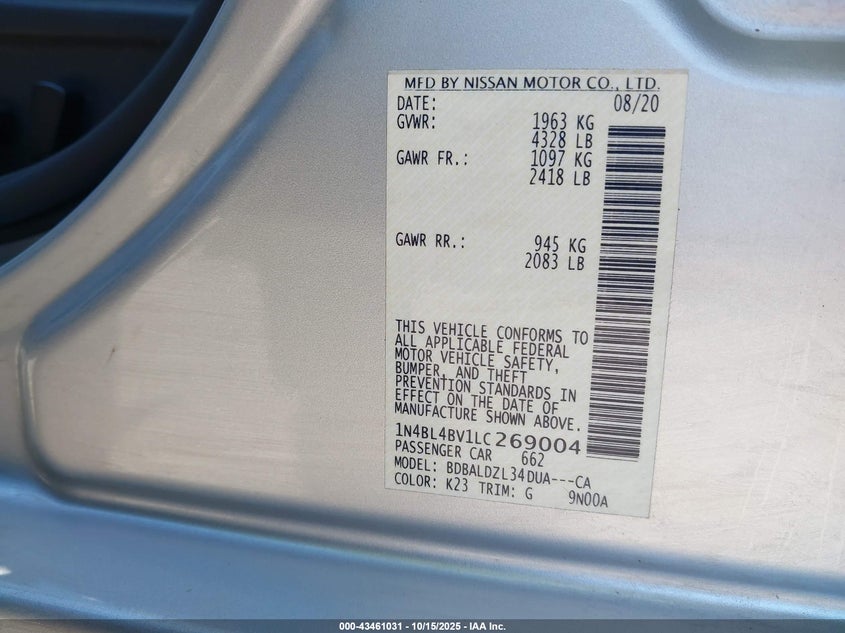 MFD BY NISSAN MOTOR CO., LTD.
DATE: 08/20
GVWR: 1963 KG
4328 LB
GAWR FR.: 1097 KG
2418 LB
GAWR RR.: 945 KG
2083 LB
THIS VEHICLE CONFORMS TO
ALL APPLICABLE FEDERAL
MOTOR VEHICLE SAFETY,
BUMPER, AND THEFT
PREVENTION STANDARDS IN
EFFECT ON THE DATE OF
MANUFACTURE SHOWN ABOVE.
1N4BL4BV1LC269004
PASSENGER CAR 662
MODEL: BDBALDZL34DUA---CA
COLOR: K23 TRIM: G 9N00A
000-43461031 - 10/15/2025 - IAA Inc.